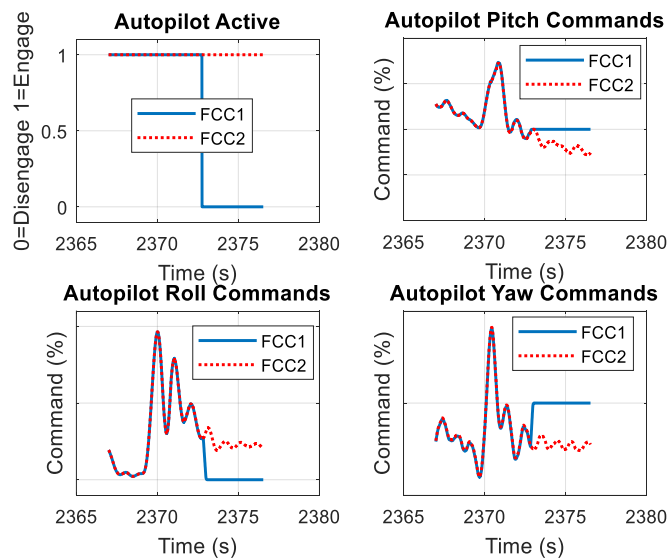 Autopilot Active
0=Disengage 1=Engage
1
0.5
0
FCC1
FCC2
2365 2370 2375 2380
Time (s)
Autopilot Pitch Commands
Command (%)
FCC1
FCC2
2365 2370 2375 2380
Time (s)
Autopilot Roll Commands
Command (%)
FCC1
FCC2
2365 2370 2375 2380
Time (s)
Autopilot Yaw Commands
Command (%)
FCC1
FCC2
2365 2370 2375 2380
Time (s)